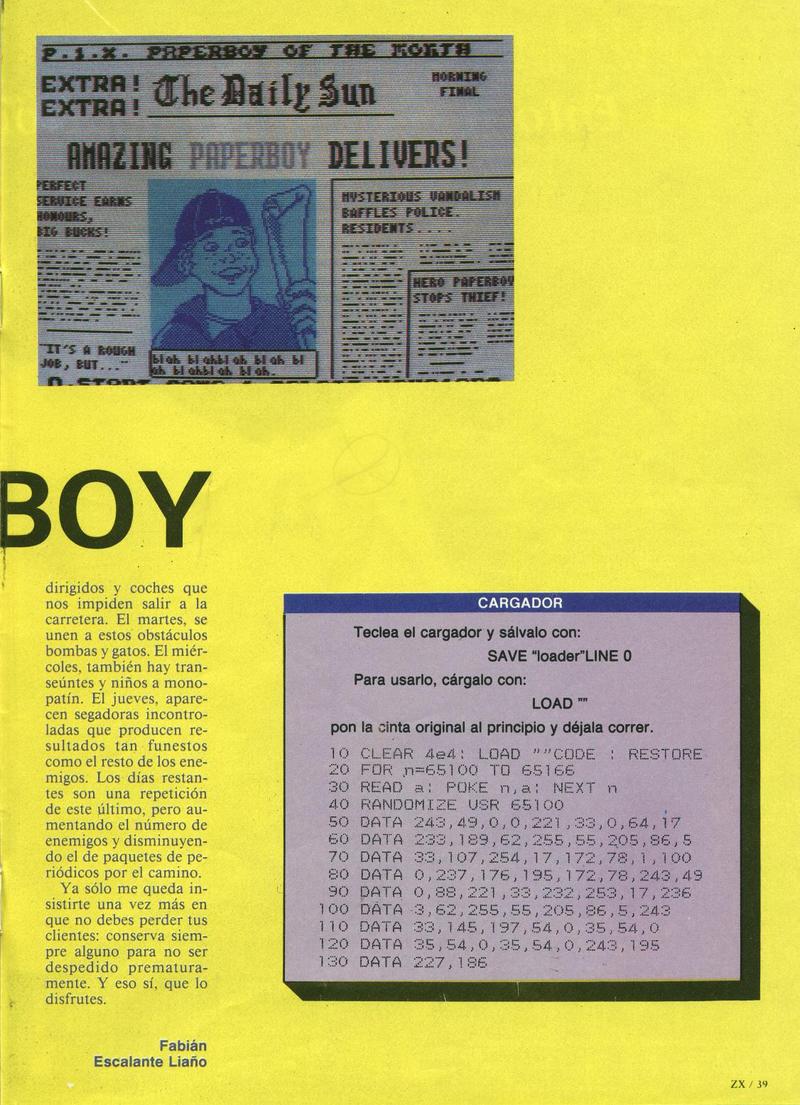 P.I.X. PAPERBOY OF THE MONTH
EXTRA!
EXTRA!
The Daily Sun
MORNING
FINAL
AMAZING PAPERBOY DELIVERS!
PERFECT
SERVICE EARNS
HONOURS,
BIG BUCKS!
MYSTERIOUS VANDALISM
BAFFLES POLICE.
RESIDENTS....
HERO PAPERBOY
STOPS THIEF!
"IT'S A ROUGH
JOB, BUT..."
blah blahblah blah bl
ah blahblah blah.
BOY
dirigidos y coches que
nos impiden salir a la
carretera. El martes, se
unen a estos obstáculos
bombas y gatos. El miér-
coles, también hay tran-
seúntes y niños a mono-
patín. El jueves, apare-
cen segadoras incontro-
ladas que producen re-
sultados tan funestos
como el resto de los ene-
migos. Los días restan-
tes son una repetición
de este último, pero au-
mentando el número de
enemigos y disminuyen-
do el de paquetes de pe-
riódicos por el camino.
Ya sólo me queda in-
sistirte una vez más en
que no debes perder tus
clientes: conserva siem-
pre alguno para no ser
despedido prematura-
mente. Y eso sí, que lo
disfrutes.
Fabián
Escalante Liaño
CARGADOR
Teclea el cargador y sálvalo con:
SAVE "loader"LINE 0
Para usarlo, cárgalo con:
LOAD ""
pon la cinta original al principio y déjala correr.
10 CLEAR 4e4: LOAD ""CODE : RESTORE
20 FOR n=65100 TO 65166
30 READ a: POKE n,a: NEXT n
40 RANDOMIZE USR 65100
50 DATA 243,49,0,0,221,33,0,64,17
60 DATA 233,189,62,255,55,205,86,5
70 DATA 33,107,254,17,172,78,1,100
80 DATA 0,237,176,195,172,78,243,49
90 DATA 0,88,221,33,232,253,17,236
100 DATA 3,62,255,55,205,86,5,243
110 DATA 33,145,197,54,0,35,54,0
120 DATA 35,54,0,35,54,0,243,195
130 DATA 227,186
ZX / 39